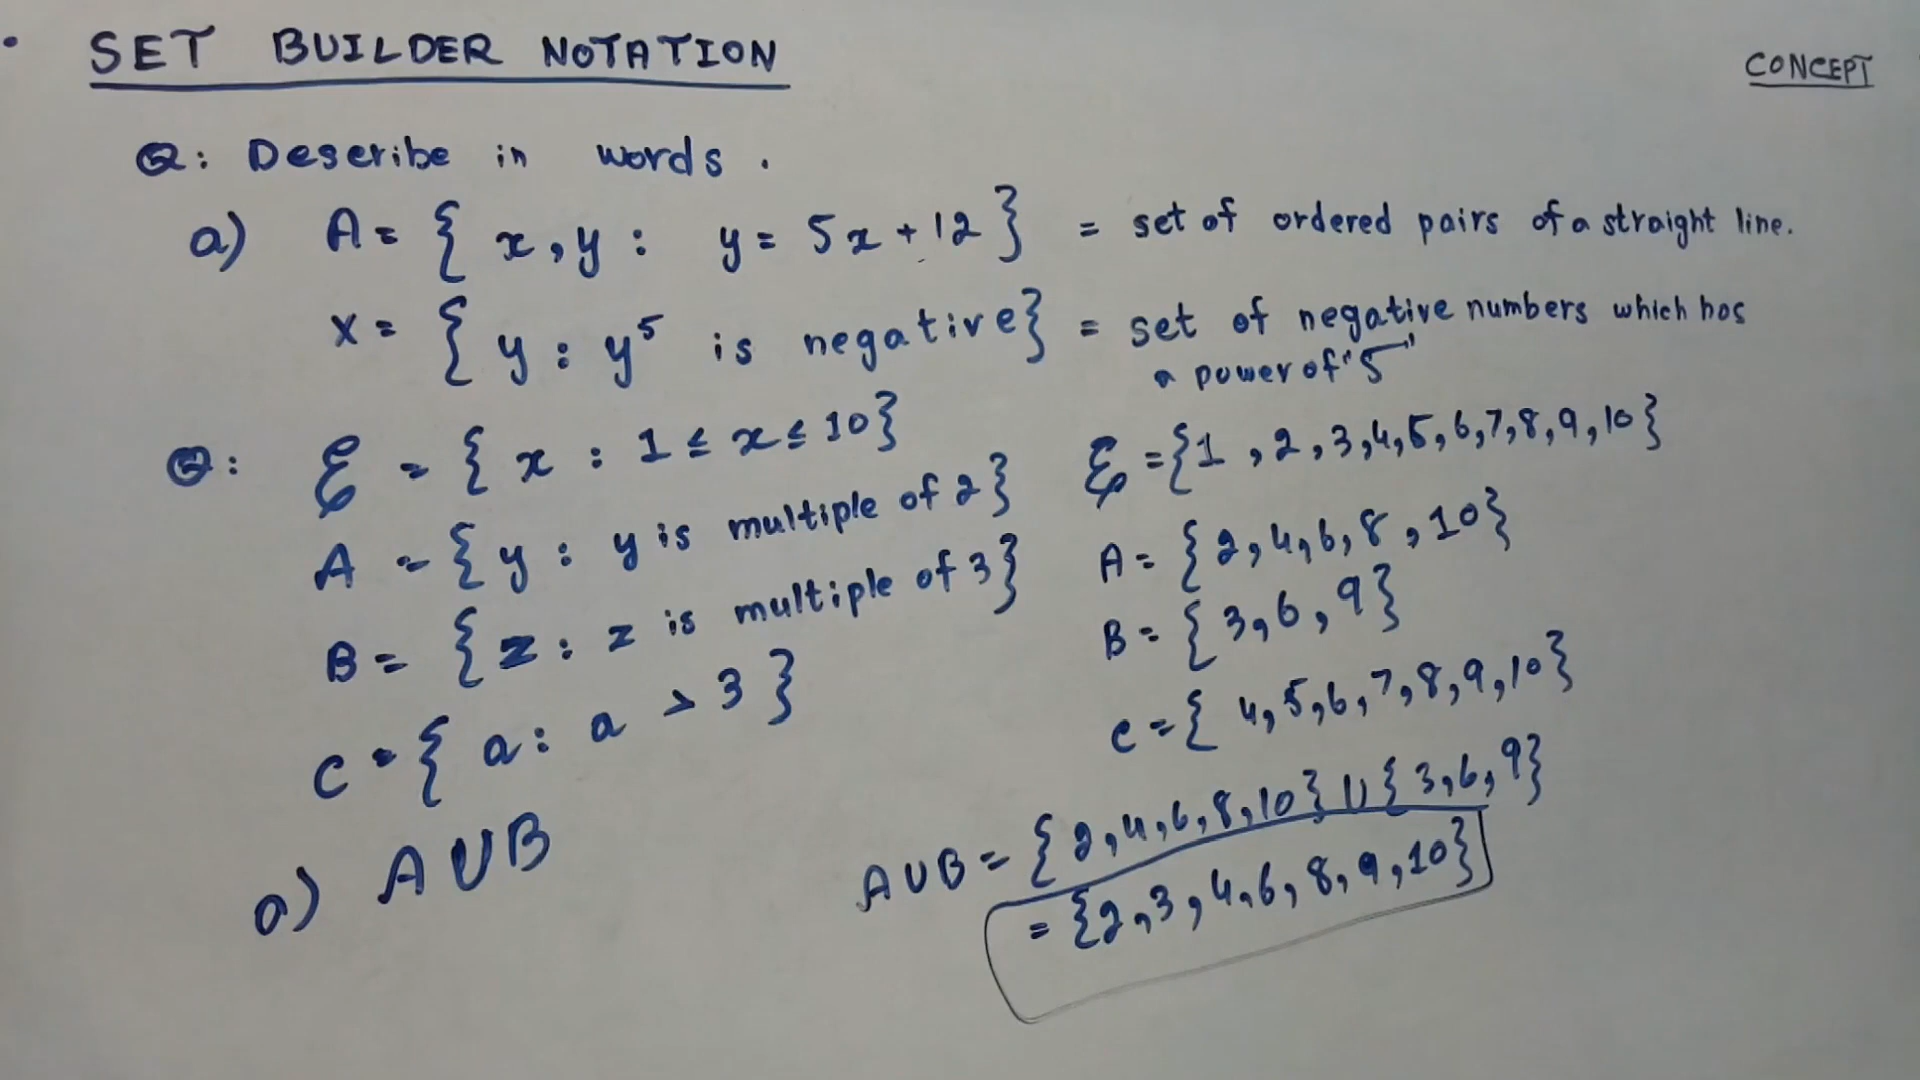 SET BUILDER NOTATION
CONCEPT
Q: Describe in words.
a) A = { x, y : y = 5x + 12 } = set of ordered pairs of a straight line.
X = { y : y⁵ is negative } = set of negative numbers which has
a power of "5"
Q: ℰ = { x : 1 ≤ x ≤ 10 } ℰ = { 1, 2, 3, 4, 5, 6, 7, 8, 9, 10 }
A = { y : y is multiple of 2 } A = { 2, 4, 6, 8, 10 }
B = { z : z is multiple of 3 } B = { 3, 6, 9 }
C = { a : a > 3 } C = { 4, 5, 6, 7, 8, 9, 10 }
a) A ∪ B A ∪ B = { 2, 4, 6, 8, 10 } ∪ { 3, 6, 9 }
= { 2, 3, 4, 6, 8, 9, 10 }